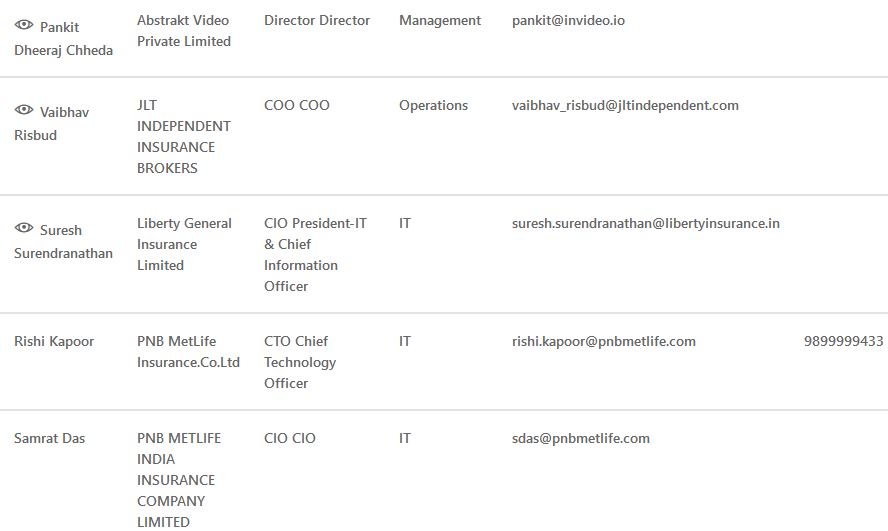 Pankit Dheeraj Chheda
Abstrakt Video Private Limited
Director Director
Management
pankit@invideo.io
Vaibhav Risbud
JLT INDEPENDENT INSURANCE BROKERS
COO COO
Operations
vaibhav_risbud@jltindependent.com
Suresh Surendranathan
Liberty General Insurance Limited
CIO President-IT & Chief Information Officer
IT
suresh.surendranathan@libertyinsurance.in
Rishi Kapoor
PNB MetLife Insurance.Co.Ltd
CTO Chief Technology Officer
IT
rishi.kapoor@pnbmetlife.com
9899999433
Samrat Das
PNB METLIFE INDIA INSURANCE COMPANY LIMITED
CIO CIO
IT
sdas@pnbmetlife.com